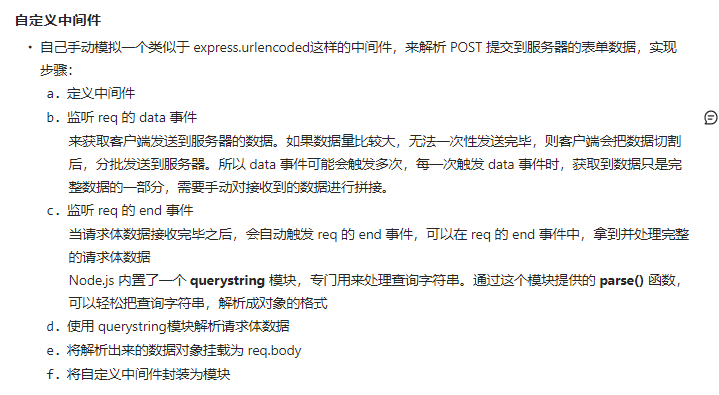 自定义中间件
• 自己手动模拟一个类似于 express.urlencoded这样的中间件，来解析 POST 提交到服务器的表单数据，实现
步骤：
a. 定义中间件
b. 监听 req 的 data 事件
来获取客户端发送到服务器的数据。如果数据量比较大，无法一次性发送完毕，则客户端会把数据切割
后，分批发送到服务器。所以 data 事件可能会触发多次，每一次触发 data 事件时，获取到数据只是完
整数据的一部分，需要手动对接收到的数据进行拼接。
c. 监听 req 的 end 事件
当请求体数据接收完毕之后，会自动触发 req 的 end 事件，可以在 req 的 end 事件中，拿到并处理完整
的请求体数据
Node.js 内置了一个 querystring 模块，专门用来处理查询字符串。通过这个模块提供的 parse() 函数，
可以轻松把查询字符串，解析成对象的格式
d. 使用 querystring模块解析请求体数据
e. 将解析出来的数据对象挂载为 req.body
f. 将自定义中间件封装为模块